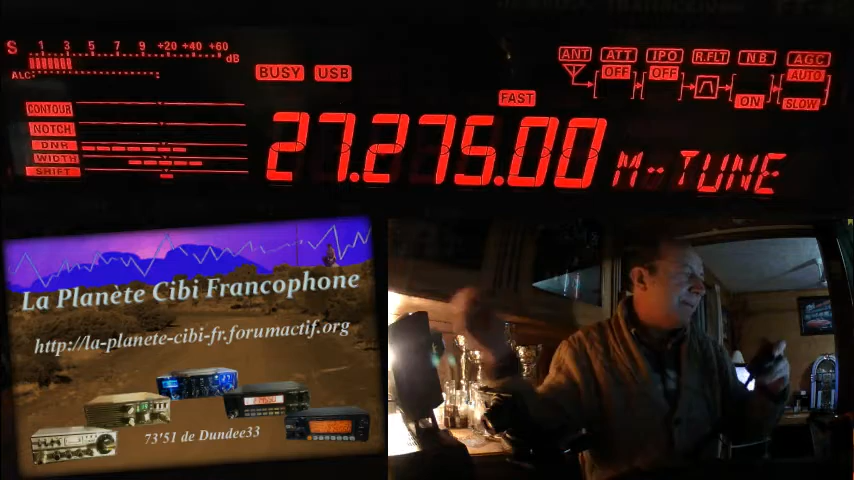 S 1 3 5 7 9 +20 +40 +60 dB
ALC
BUSY USB
ANT ATT IPO R.FLT NB AGC
OFF OFF AUTO
ON SLOW
FAST
CONTOUR
NOTCH
DNR
WIDTH
SHIFT
27.275.00 M-TUNE
La Planète Cibi Francophone
http://la-planete-cibi-fr.forumactif.org
73'51 de Dundee33